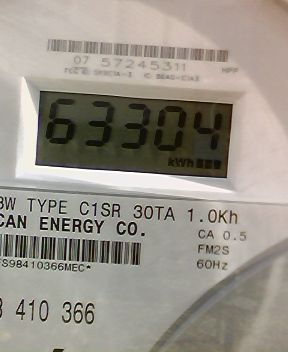 07 57245311
63304
kWh
3W TYPE C1SR 30TA 1.0Kh
CAN ENERGY CO.
CA 0.5
FM2S
60Hz
S98410366MEC*
410 366